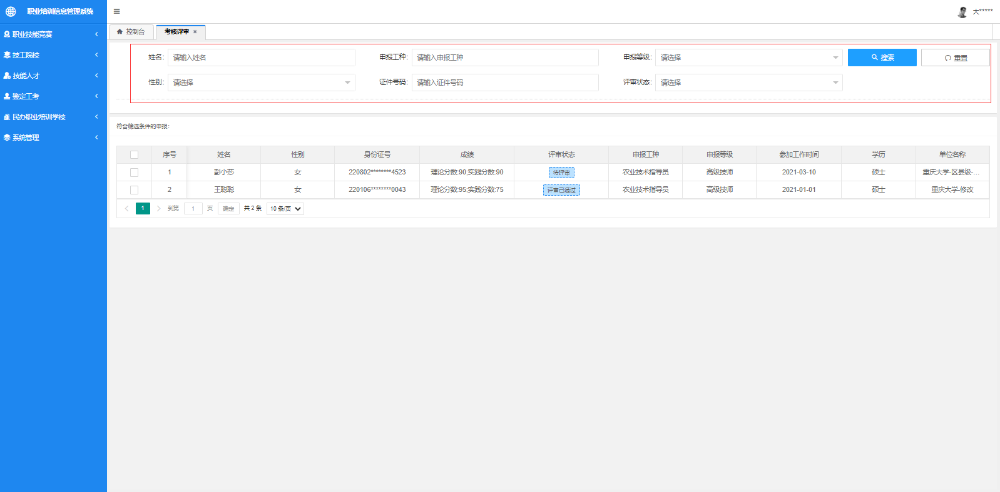 职业培训信息管理系统
大*****
职业技能竞赛
技工院校
技能人才
鉴定工考
民办职业培训学校
系统管理
控制台 考核评审
姓名： 请输入姓名 申报工种： 请输入申报工种 申报等级： 请选择 搜索 重置
性别： 请选择 证件号码： 请输入证件号码 评审状态： 请选择
符合筛选条件的申报：
序号 姓名 性别 身份证号 成绩 评审状态 申报工种 申报等级 参加工作时间 学历 单位名称
1 彭小莎 女 220802********4523 理论分数:90;实践分数:90 待评审 农业技术指导员 高级技师 2021-03-10 硕士 重庆大学-区县级-...
2 王聪聪 女 220106********0043 理论分数:95;实践分数:75 评审已通过 农业技术指导员 高级技师 2021-01-01 硕士 重庆大学-修改
1 到第 1 页 确定 共 2 条 10 条/页